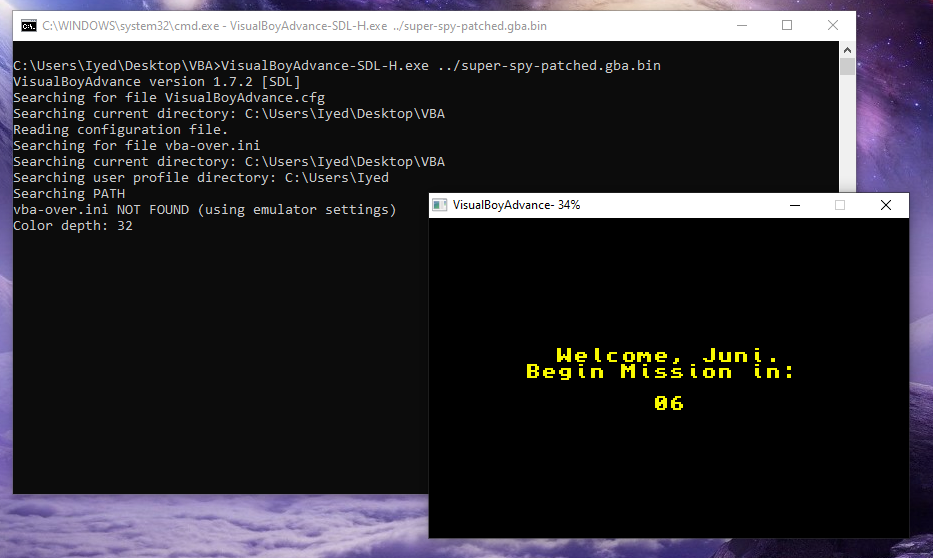 C:\WINDOWS\system32\cmd.exe - VisualBoyAdvance-SDL-H.exe ../super-spy-patched.gba.bin
C:\Users\Iyed\Desktop\VBA>VisualBoyAdvance-SDL-H.exe ../super-spy-patched.gba.bin
VisualBoyAdvance version 1.7.2 [SDL]
Searching for file VisualBoyAdvance.cfg
Searching current directory: C:\Users\Iyed\Desktop\VBA
Reading configuration file.
Searching for file vba-over.ini
Searching current directory: C:\Users\Iyed\Desktop\VBA
Searching user profile directory: C:\Users\Iyed
Searching PATH
vba-over.ini NOT FOUND (using emulator settings)
Color depth: 32
VisualBoyAdvance- 34%
Welcome, Juni.
Begin Mission in:
06